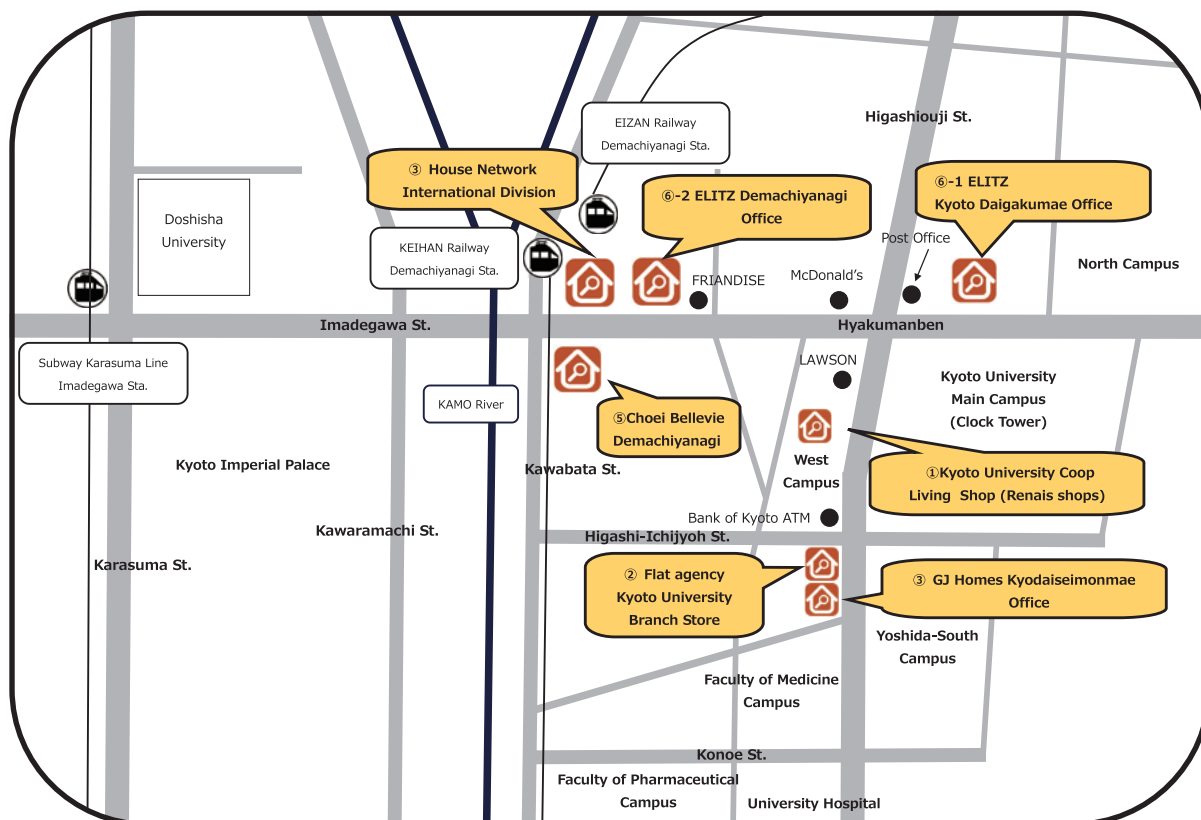 EIZAN Railway
Demachiyanagi Sta.
Higashiouji St.
③ House Network
International Division
⑥-2 ELITZ Demachiyanagi
Office
⑥-1 ELITZ
Kyoto Daigakumae Office
Doshisha
University
KEIHAN Railway
Demachiyanagi Sta.
Post Office
North Campus
FRIANDISE
McDonald's
Imadegawa St.
Hyakumanben
Subway Karasuma Line
Imadegawa Sta.
KAMO River
LAWSON
Kyoto University
Main Campus
(Clock Tower)
⑤Choei Bellevie
Demachiyanagi
Kyoto Imperial Palace
Kawabata St.
West
Campus
①Kyoto University Coop
Living Shop (Renais shops)
Bank of Kyoto ATM
Kawaramachi St.
Higashi-Ichijyoh St.
Karasuma St.
② Flat agency
Kyoto University
Branch Store
③ GJ Homes Kyodaiseimonmae
Office
Yoshida-South
Campus
Faculty of Medicine
Campus
Konoe St.
Faculty of Pharmaceutical
Campus
University Hospital